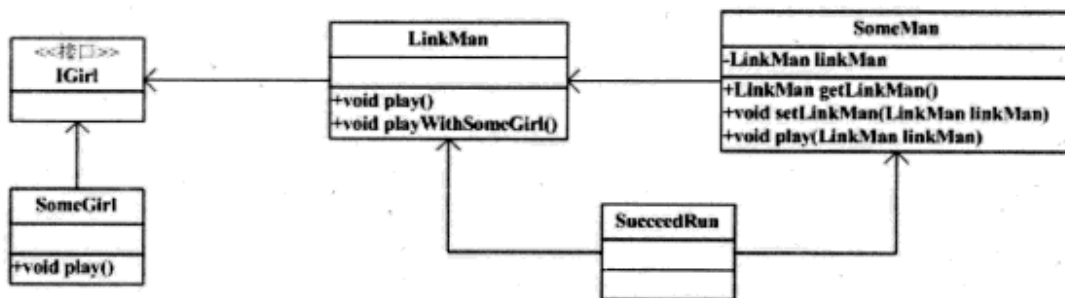 <<接口>>
IGirl
SomeGirl
+void play()
LinkMan
+void play()
+void playWithSomeGirl()
SomeMan
-LinkMan linkMan
+LinkMan getLinkMan()
+void setLinkMan(LinkMan linkMan)
+void play(LinkMan linkMan)
SucceedRun